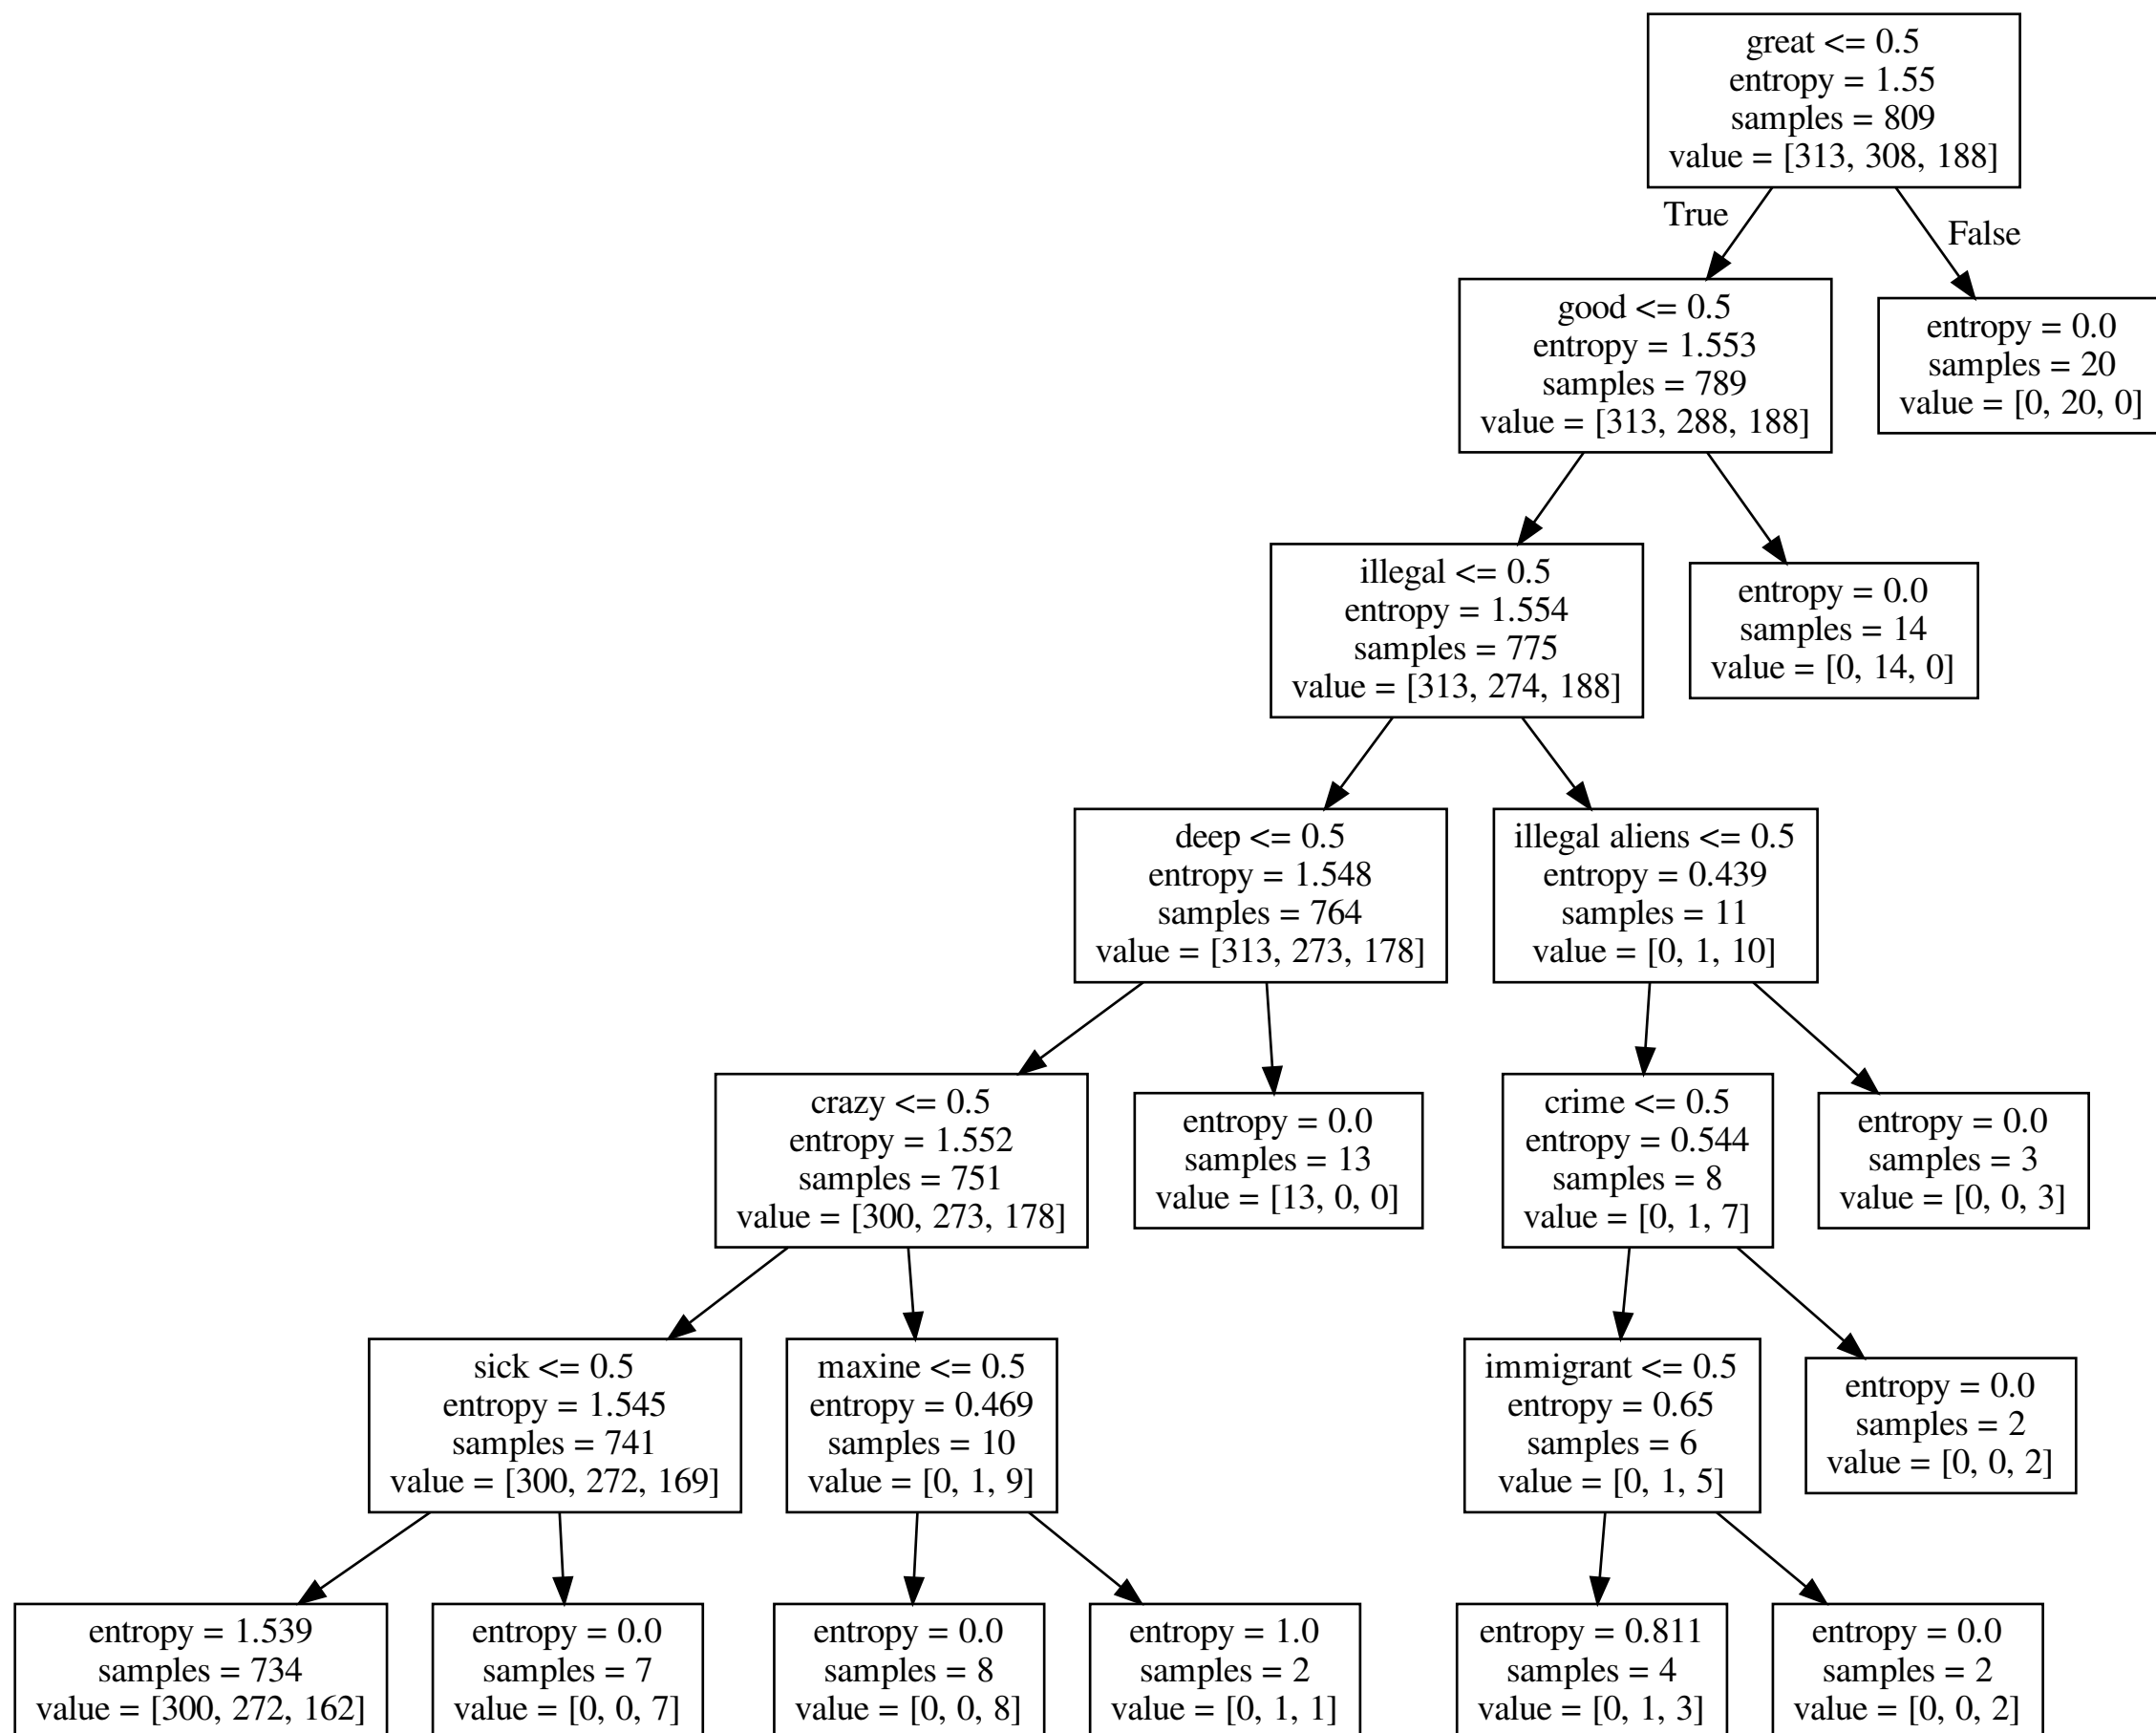 great <= 0.5
entropy = 1.55
samples = 809
value = [313, 308, 188]
True
False
good <= 0.5
entropy = 1.553
samples = 789
value = [313, 288, 188]
entropy = 0.0
samples = 20
value = [0, 20, 0]
illegal <= 0.5
entropy = 1.554
samples = 775
value = [313, 274, 188]
entropy = 0.0
samples = 14
value = [0, 14, 0]
deep <= 0.5
entropy = 1.548
samples = 764
value = [313, 273, 178]
illegal aliens <= 0.5
entropy = 0.439
samples = 11
value = [0, 1, 10]
crazy <= 0.5
entropy = 1.552
samples = 751
value = [300, 273, 178]
entropy = 0.0
samples = 13
value = [13, 0, 0]
crime <= 0.5
entropy = 0.544
samples = 8
value = [0, 1, 7]
entropy = 0.0
samples = 3
value = [0, 0, 3]
sick <= 0.5
entropy = 1.545
samples = 741
value = [300, 272, 169]
maxine <= 0.5
entropy = 0.469
samples = 10
value = [0, 1, 9]
immigrant <= 0.5
entropy = 0.65
samples = 6
value = [0, 1, 5]
entropy = 0.0
samples = 2
value = [0, 0, 2]
entropy = 1.539
samples = 734
value = [300, 272, 162]
entropy = 0.0
samples = 7
value = [0, 0, 7]
entropy = 0.0
samples = 8
value = [0, 0, 8]
entropy = 1.0
samples = 2
value = [0, 1, 1]
entropy = 0.811
samples = 4
value = [0, 1, 3]
entropy = 0.0
samples = 2
value = [0, 0, 2]